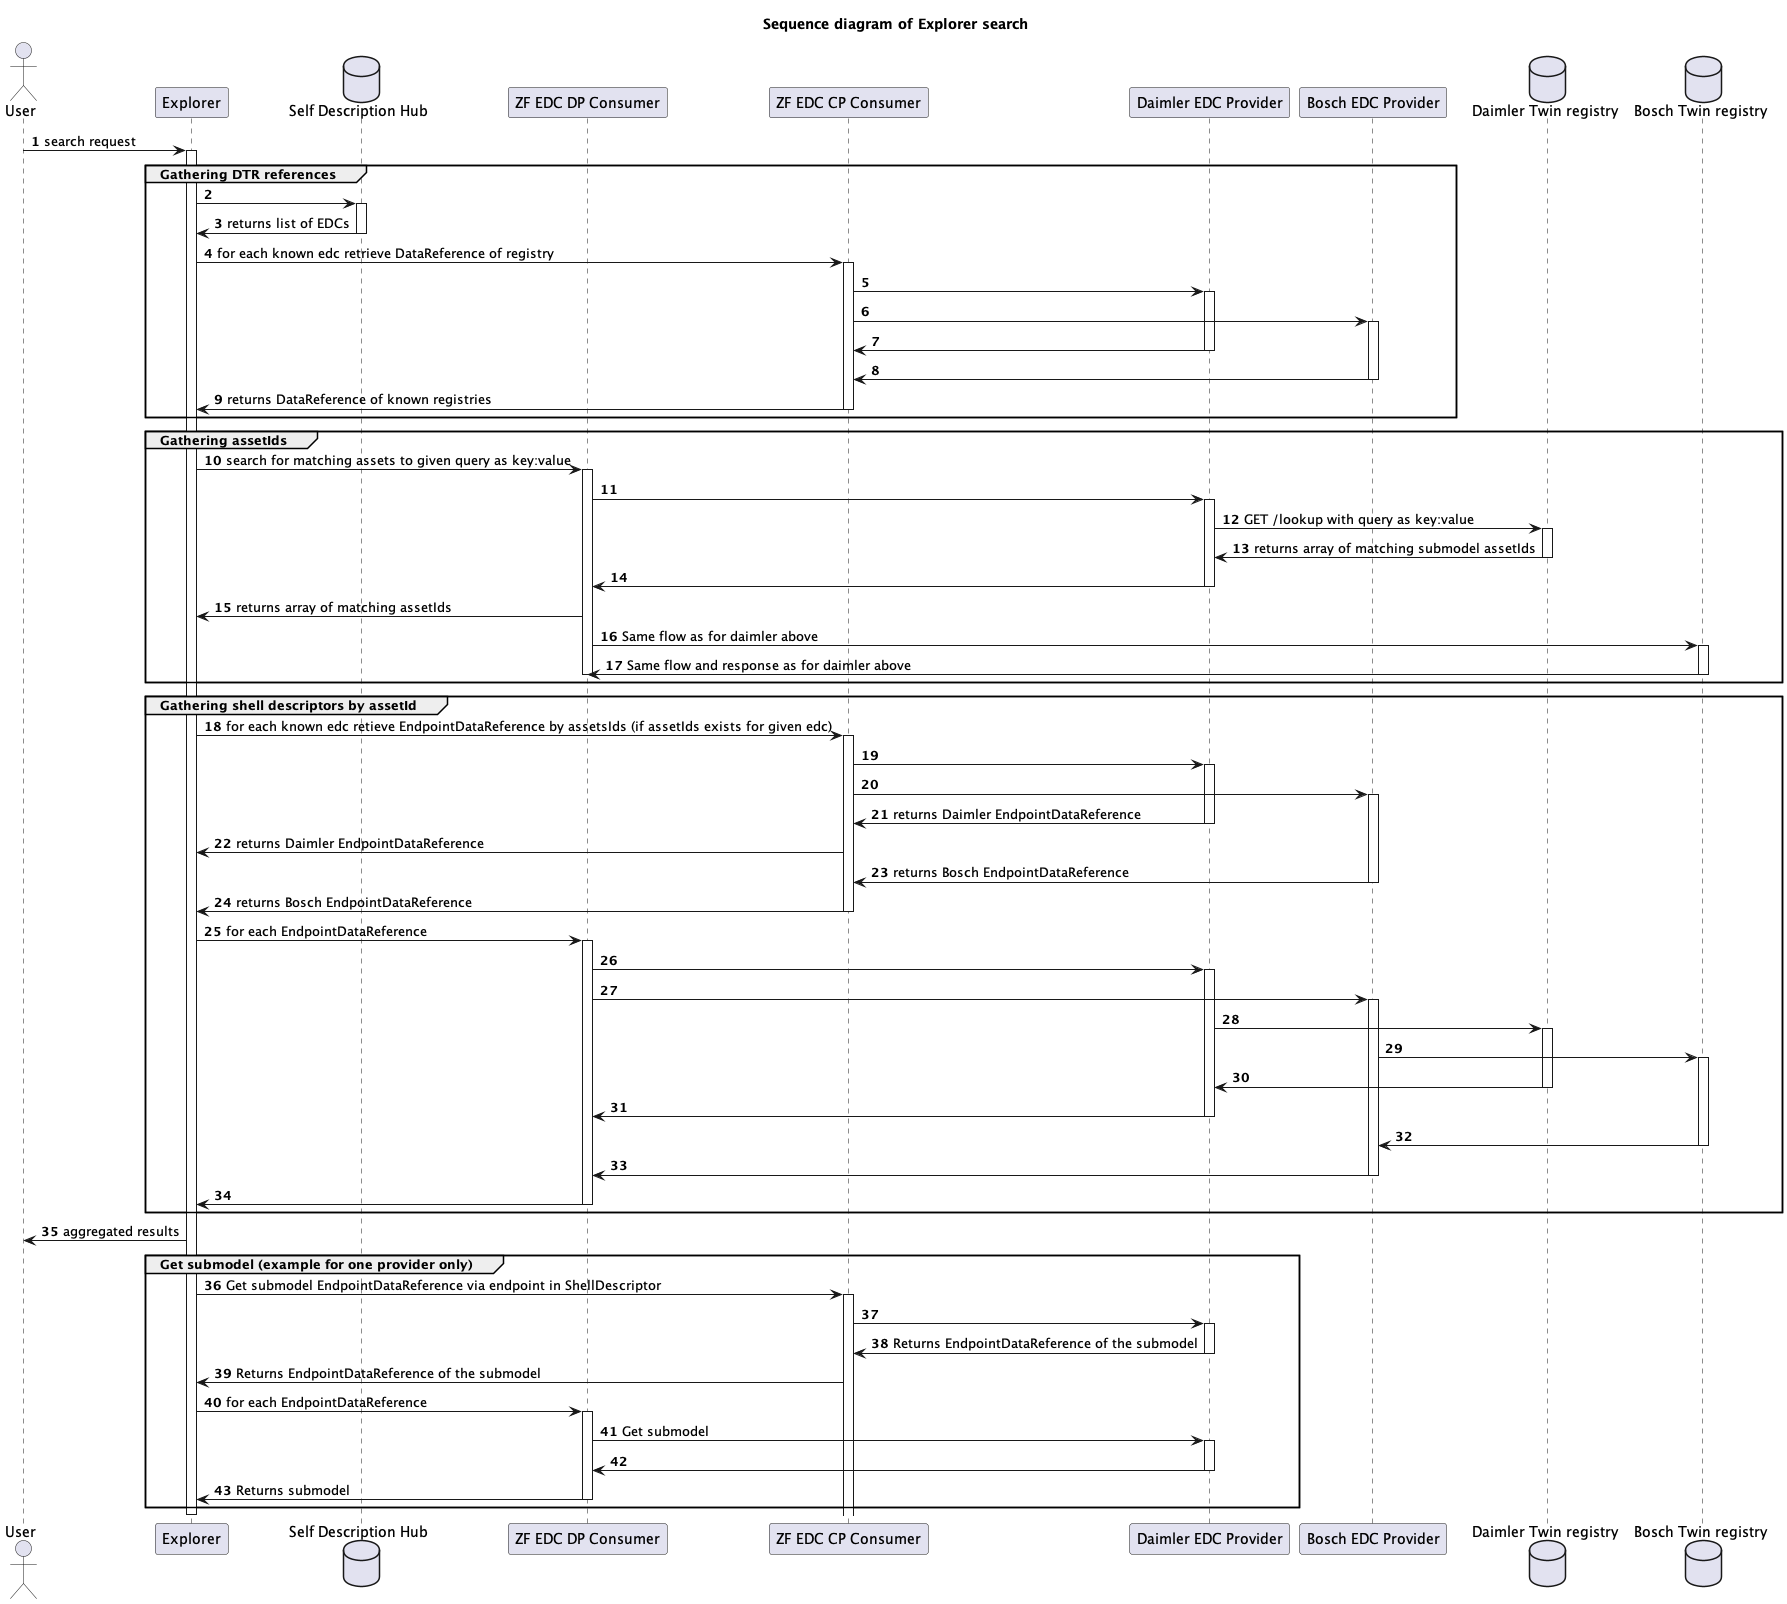 Sequence diagram of Explorer search
User
Explorer
Self Description Hub
ZF EDC DP Consumer
ZF EDC CP Consumer
Daimler EDC Provider
Bosch EDC Provider
Daimler Twin registry
Bosch Twin registry
1 search request
Gathering DTR references
2
3 returns list of EDCs
4 for each known edc retrieve DataReference of registry
5
6
7
8
9 returns DataReference of known registries
Gathering assetIds
10 search for matching assets to given query as key:value
11
12 GET /lookup with query as key:value
13 returns array of matching submodel assetIds
14
15 returns array of matching assetIds
16 Same flow as for daimler above
17 Same flow and response as for daimler above
Gathering shell descriptors by assetId
18 for each known edc retieve EndpointDataReference by assetsIds (if assetIds exists for given edc)
19
20
21 returns Daimler EndpointDataReference
22 returns Daimler EndpointDataReference
23 returns Bosch EndpointDataReference
24 returns Bosch EndpointDataReference
25 for each EndpointDataReference
26
27
28
29
30
31
32
33
34
35 aggregated results
Get submodel (example for one provider only)
36 Get submodel EndpointDataReference via endpoint in ShellDescriptor
37
38 Returns EndpointDataReference of the submodel
39 Returns EndpointDataReference of the submodel
40 for each EndpointDataReference
41 Get submodel
42
43 Returns submodel
User
Explorer
Self Description Hub
ZF EDC DP Consumer
ZF EDC CP Consumer
Daimler EDC Provider
Bosch EDC Provider
Daimler Twin registry
Bosch Twin registry